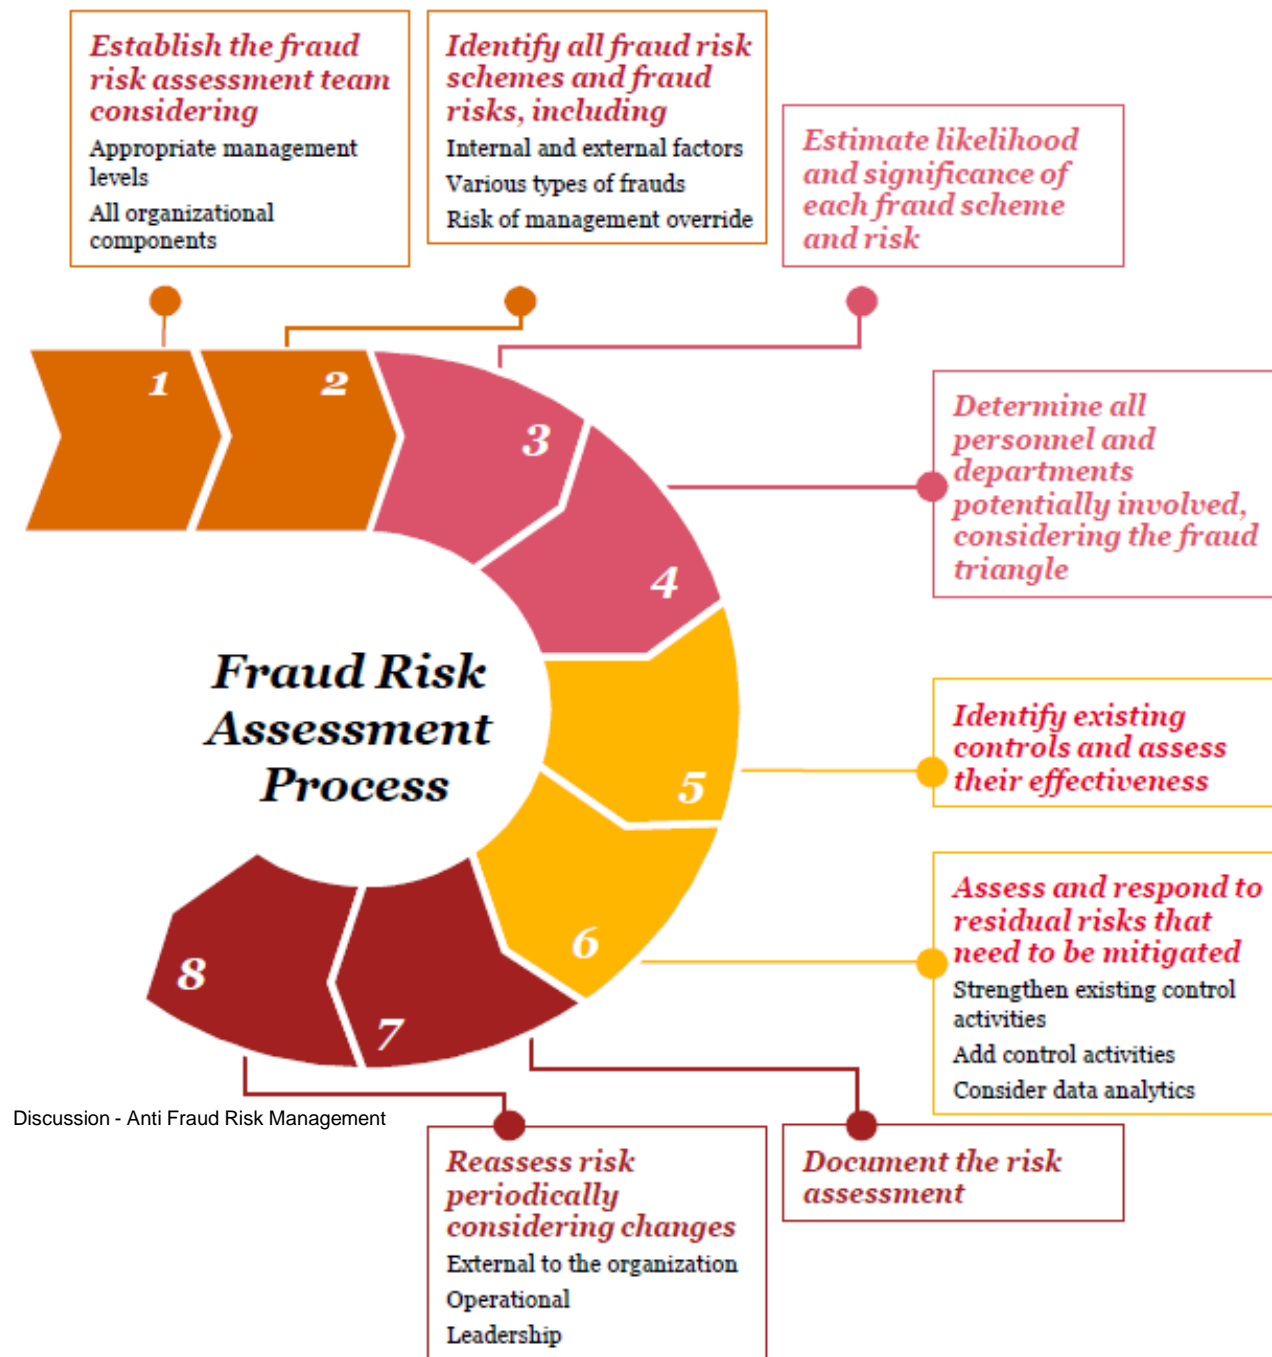 Establish the fraud
risk assessment team
considering
Appropriate management
levels
All organizational
components
Identify all fraud risk
schemes and fraud
risks, including
Internal and external factors
Various types of frauds
Risk of management override
Estimate likelihood
and significance of
each fraud scheme
and risk
1
2
3
Determine all
personnel and
departments
potentially involved,
considering the fraud
triangle
4
Fraud Risk
Assessment
Process
Identify existing
controls and assess
their effectiveness
5
Assess and respond to
residual risks that
need to be mitigated
Strengthen existing control
activities
Add control activities
Consider data analytics
6
7
8
Discussion - Anti Fraud Risk Management
Reassess risk
periodically
considering changes
External to the organization
Operational
Leadership
Document the risk
assessment